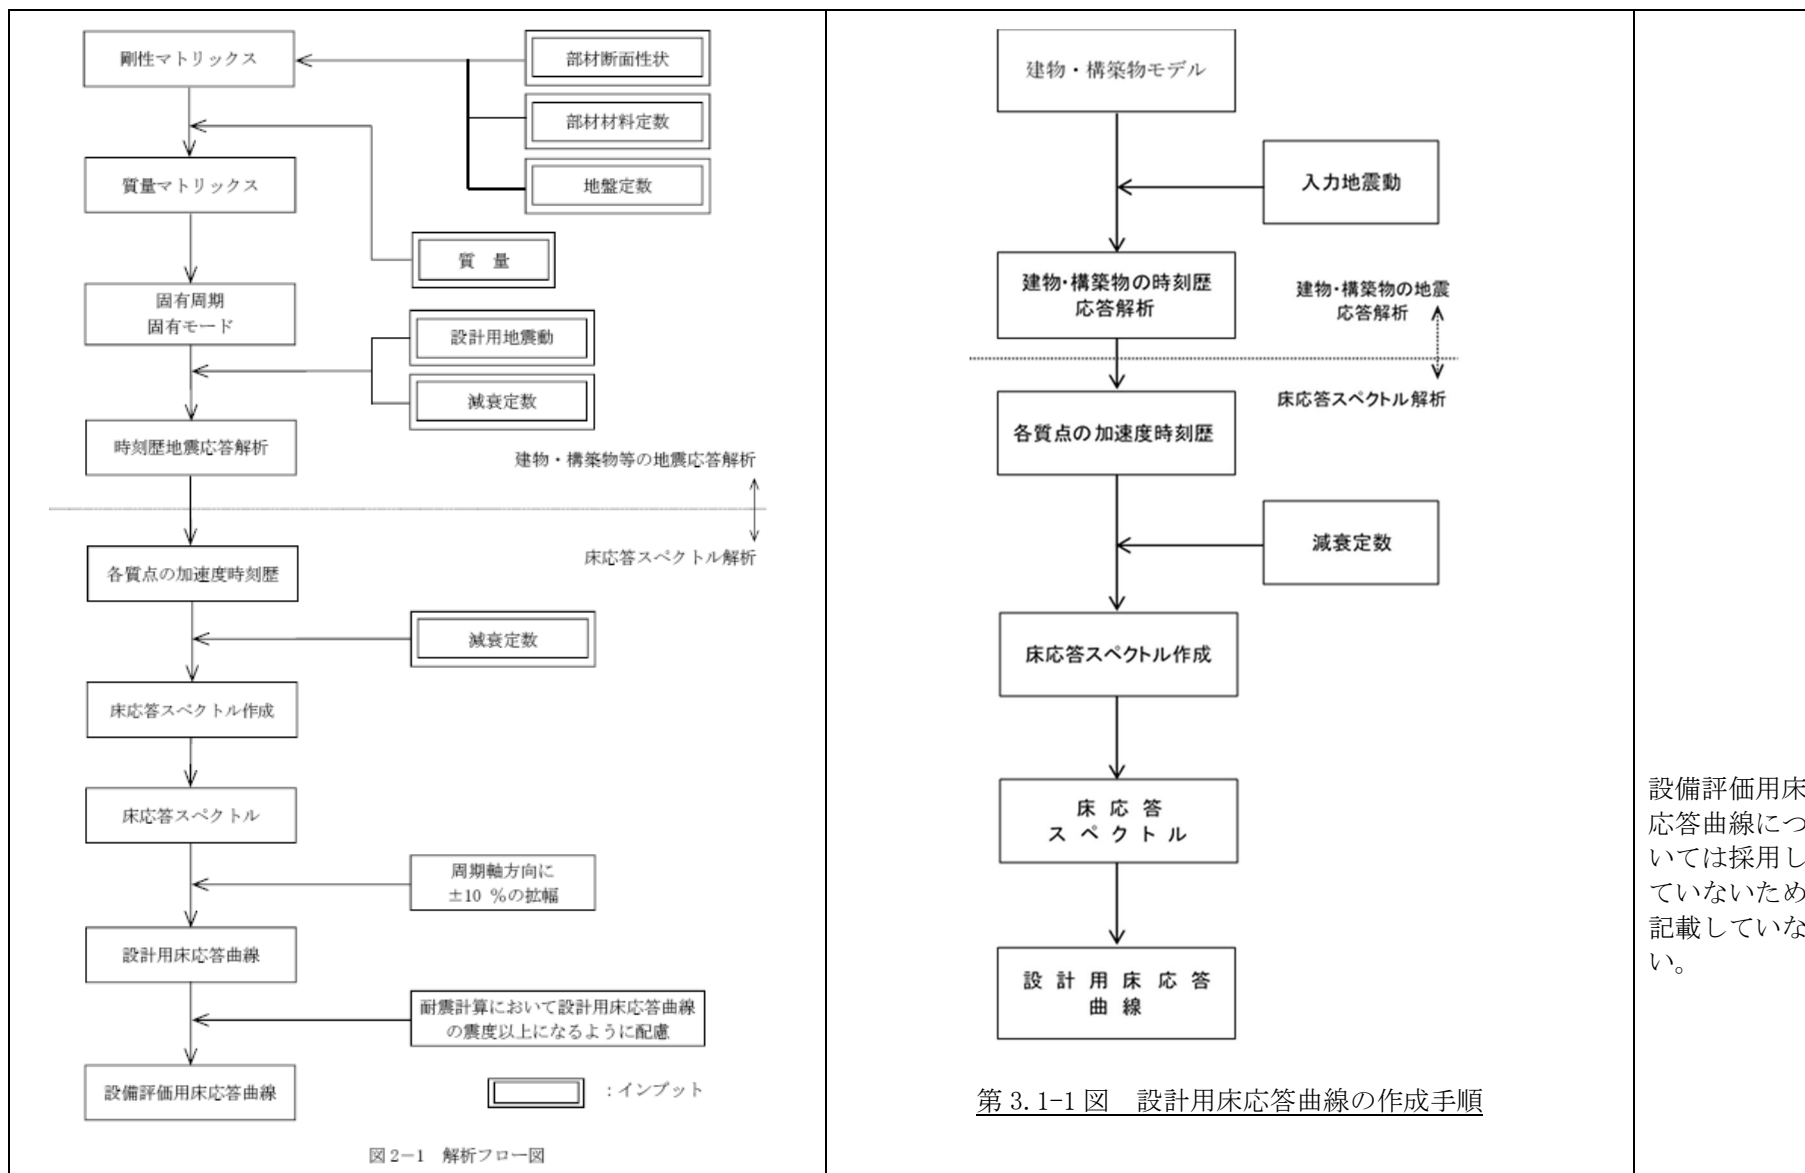 剛性マトリックス
部材断面性状
部材材料定数
地盤定数
質量マトリックス
質　量
固有周期
固有モード
設計用地震動
減衰定数
時刻歴地震応答解析
建物・構築物等の地震応答解析
床応答スペクトル解析
各質点の加速度時刻歴
減衰定数
床応答スペクトル作成
床応答スペクトル
周期軸方向に
±10 %の拡幅
設計用床応答曲線
耐震計算において設計用床応答曲線
の震度以上になるように配慮
設備評価用床応答曲線
：インプット
図2－1　解析フロー図
建物・構築物モデル
入力地震動
建物・構築物の時刻歴
応答解析
建物・構築物の地震
応答解析
床応答スペクトル解析
各質点の加速度時刻歴
減衰定数
床応答スペクトル作成
床 応 答
ス ペ ク ト ル
設 計 用 床 応 答
曲 線
第 3.1-1 図　設計用床応答曲線の作成手順
設備評価用床
応答曲線につ
いては採用し
ていないため
記載していな
い。